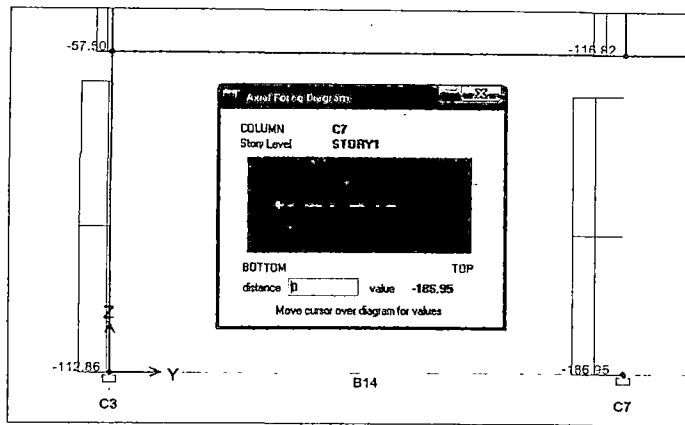 -57.50
-116.82
Axial Force Diagram
COLUMN C7
Story Level STORY1
BOTTOM TOP
distance 0 value -186.95
Move cursor over diagram for values
Z
Y
-112.86
-186.95
B14
C3
C7